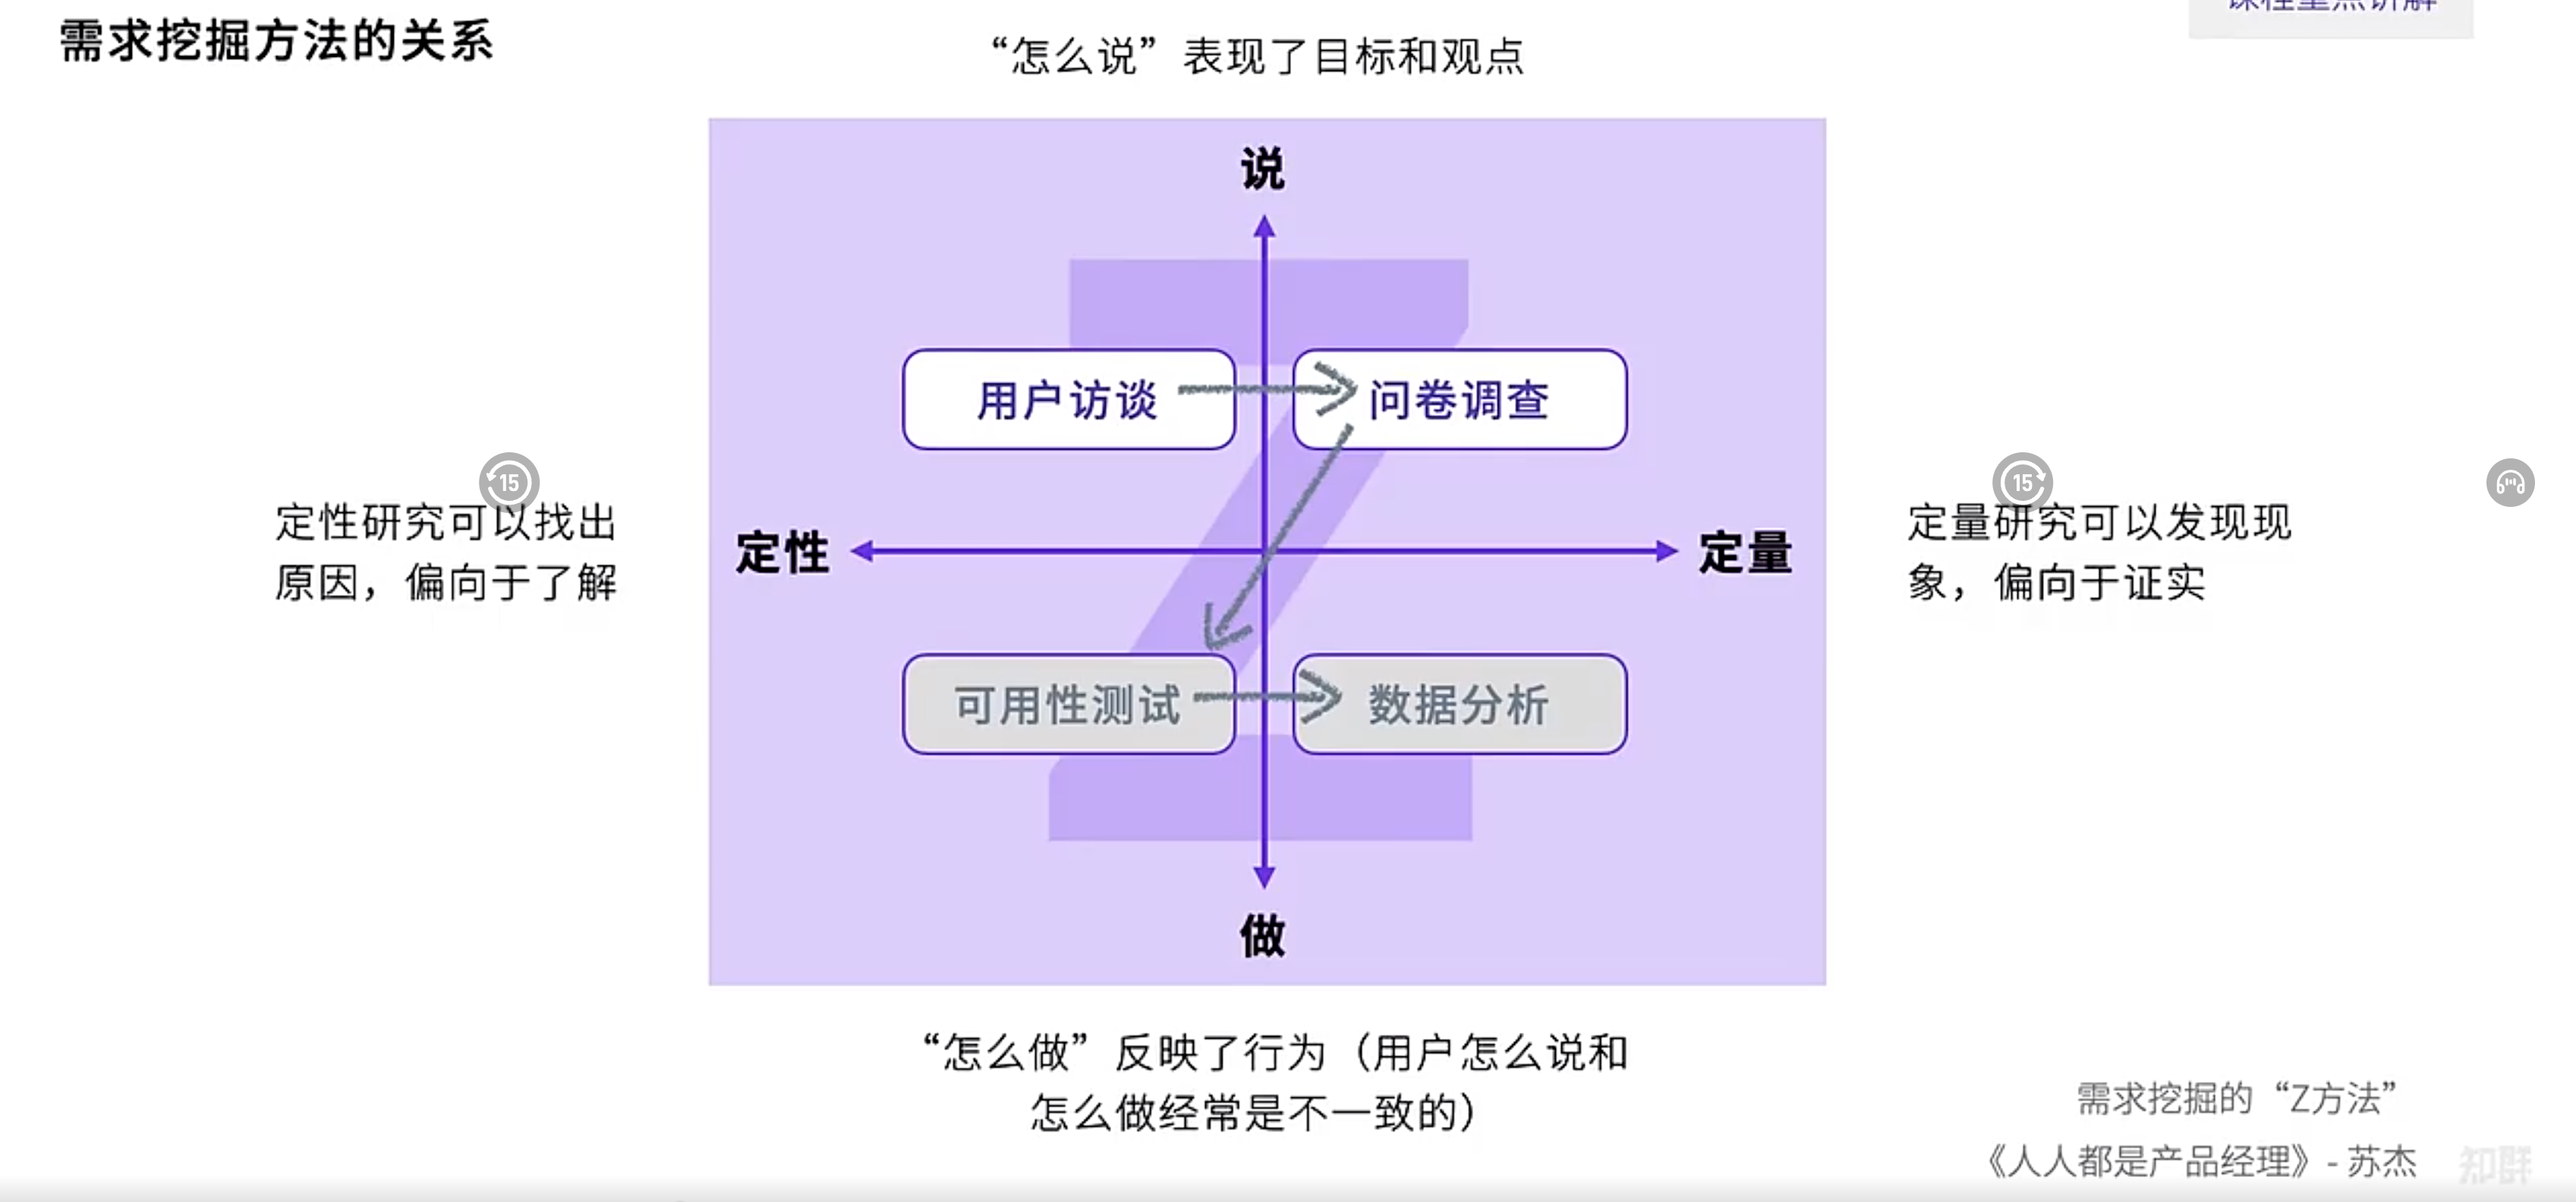 需求挖掘方法的关系
课程重点讲解
“怎么说”表现了目标和观点
说
用户访谈
问卷调查
15
15
定性研究可以找出
原因，偏向于了解
定性
定量
定量研究可以发现现
象，偏向于证实
可用性测试
数据分析
做
“怎么做”反映了行为（用户怎么说和
怎么做经常是不一致的）
需求挖掘的“Z方法”
《人人都是产品经理》- 苏杰
知群